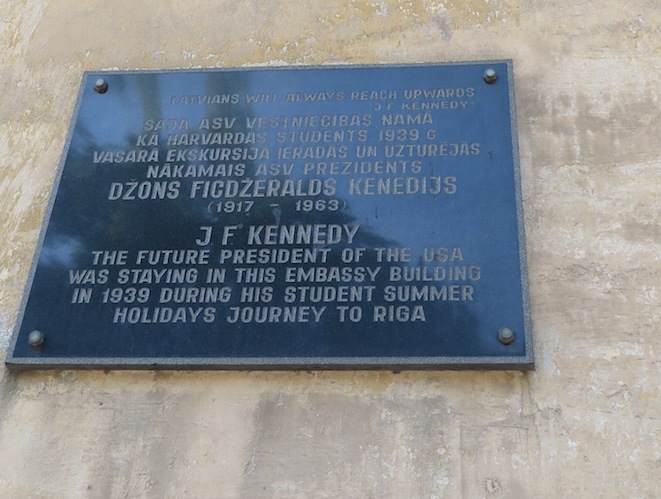 LATVIANS WILL ALWAYS REACH UPWARDS
(J F KENNEDY)
ŠAJĀ ASV VĒSTNIECĪBAS NAMĀ
KĀ HARVARDAS STUDENTS 1939 G
VASARĀ EKSKURSIJĀ IERADĀS UN UZTURĒJĀS
NĀKAMAIS ASV PREZIDENTS
DŽONS FICDŽERALDS KENEDIJS
(1917 – 1963)
J F KENNEDY
THE FUTURE PRESIDENT OF THE USA
WAS STAYING IN THIS EMBASSY BUILDING
IN 1939 DURING HIS STUDENT SUMMER
HOLIDAYS JOURNEY TO RIGA